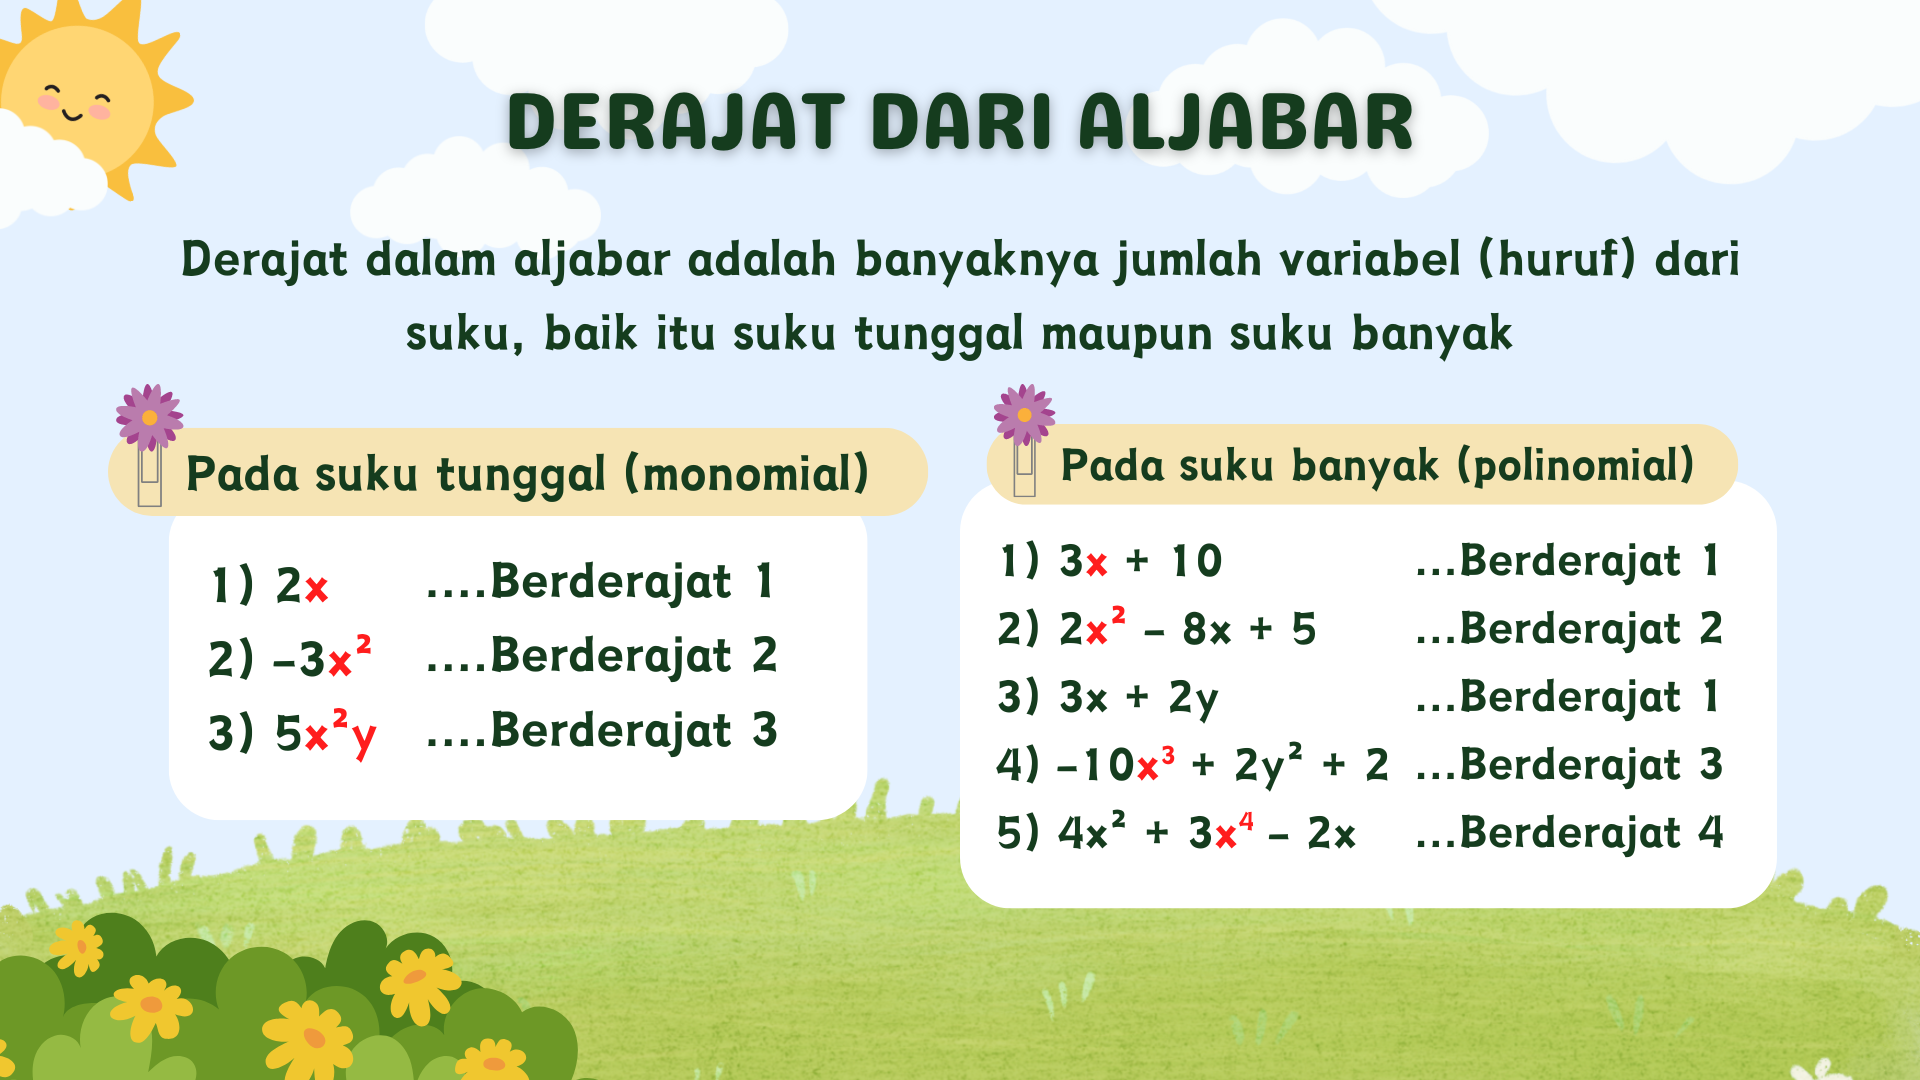 DERAJAT DARI ALJABAR
Derajat dalam aljabar adalah banyaknya jumlah variabel (huruf) dari
suku, baik itu suku tunggal maupun suku banyak
Pada suku tunggal (monomial)
1) 2x ....Berderajat 1
2) -3x² ....Berderajat 2
3) 5x²y ....Berderajat 3
Pada suku banyak (polinomial)
1) 3x + 10 ...Berderajat 1
2) 2x² - 8x + 5 ...Berderajat 2
3) 3x + 2y ...Berderajat 1
4) -10x³ + 2y² + 2 ...Berderajat 3
5) 4x² + 3x⁴ - 2x ...Berderajat 4